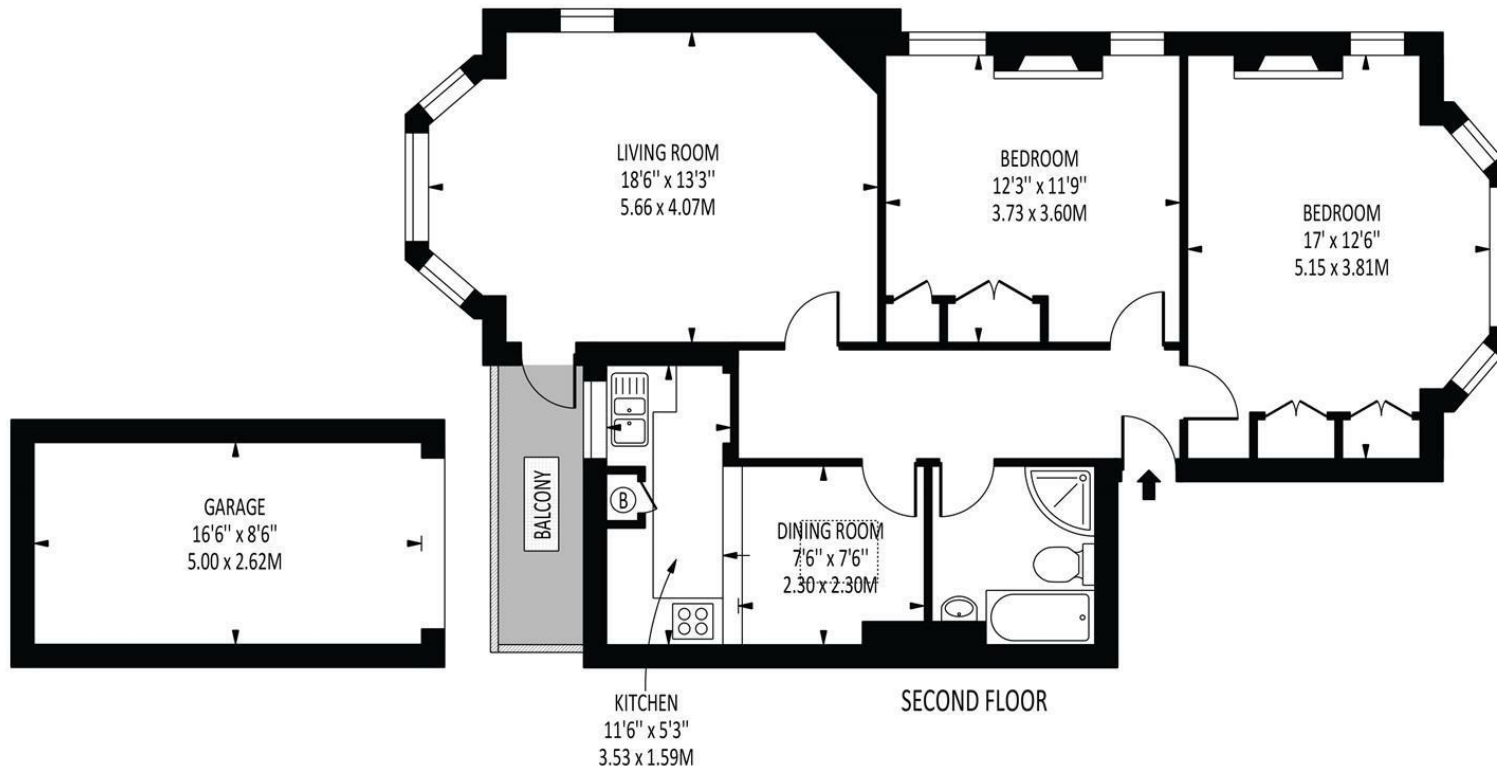 LIVING ROOM
18'6" x 13'3"
5.66 x 4.07M
BEDROOM
12'3" x 11'9"
3.73 x 3.60M
BEDROOM
17' x 12'6"
5.15 x 3.81M
GARAGE
16'6" x 8'6"
5.00 x 2.62M
BALCONY
B
DINING ROOM
7'6" x 7'6"
2.30 x 2.30M
KITCHEN
11'6" x 5'3"
3.53 x 1.59M
SECOND FLOOR